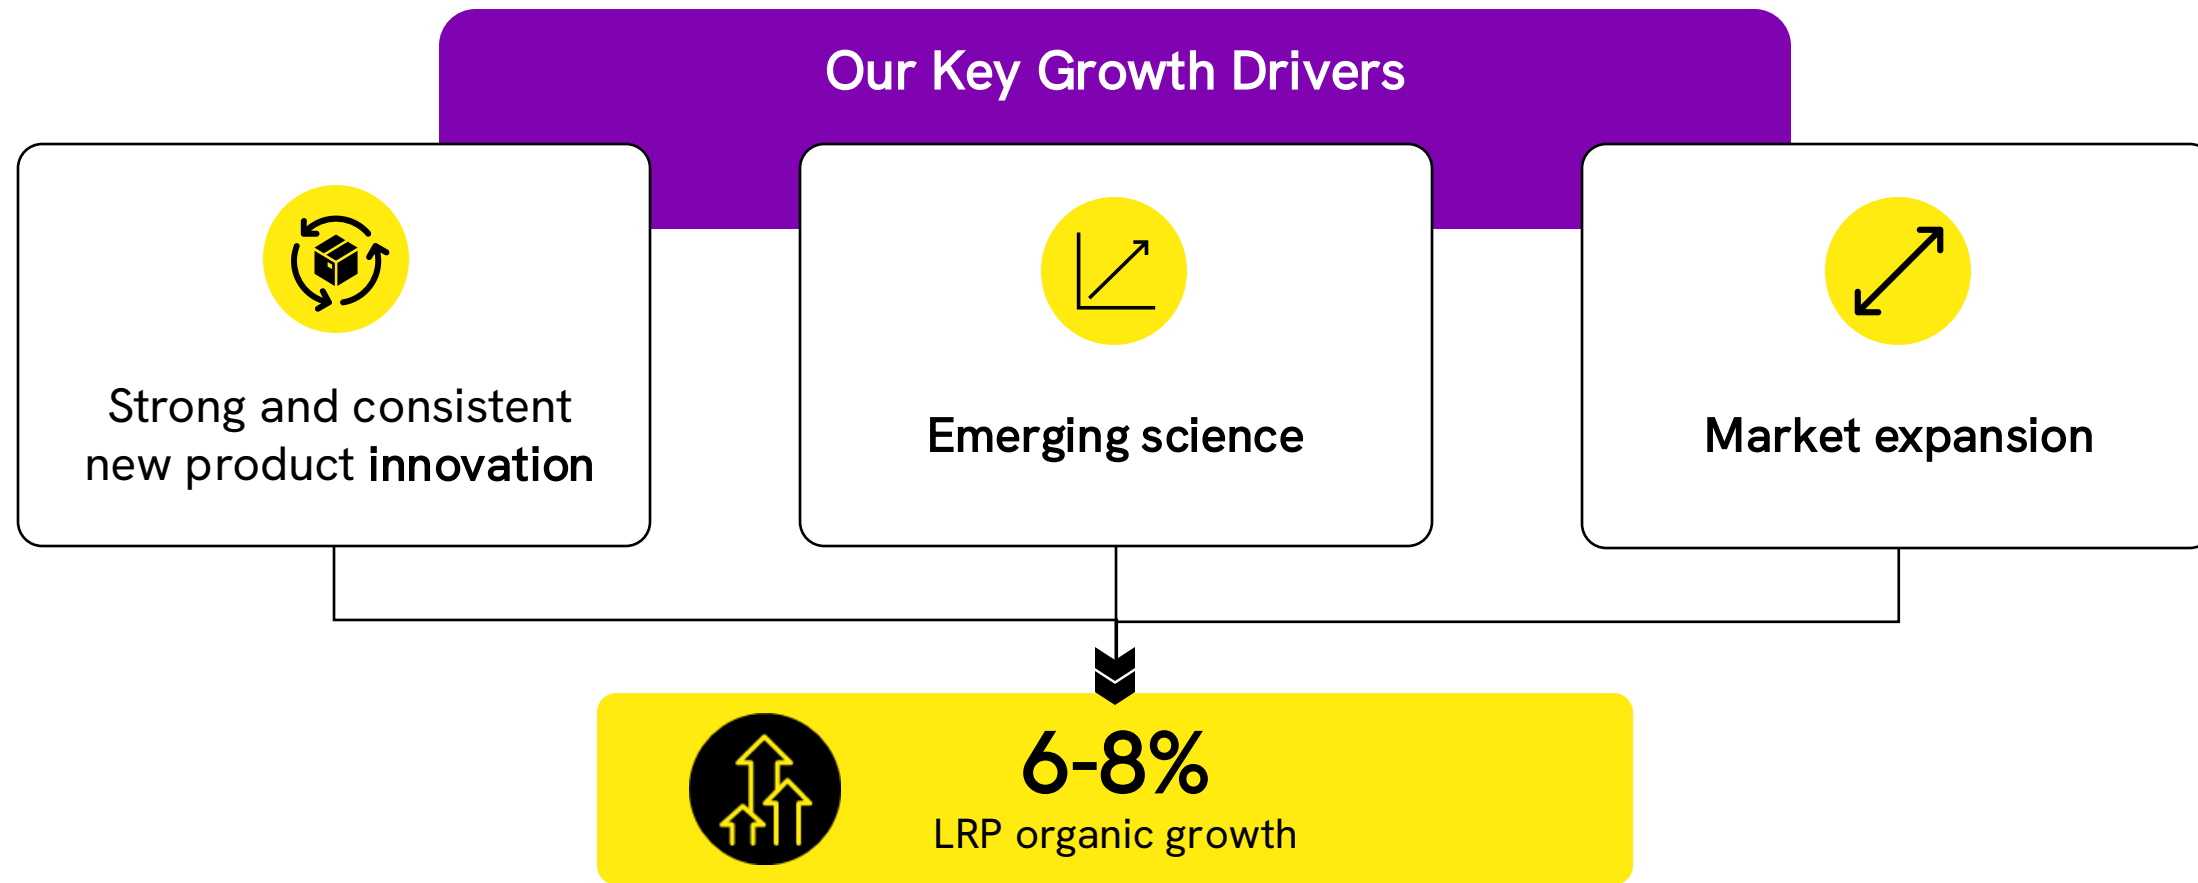 Our Key Growth Drivers
Strong and consistent
new product innovation
Emerging science
Market expansion
6-8%
LRP organic growth